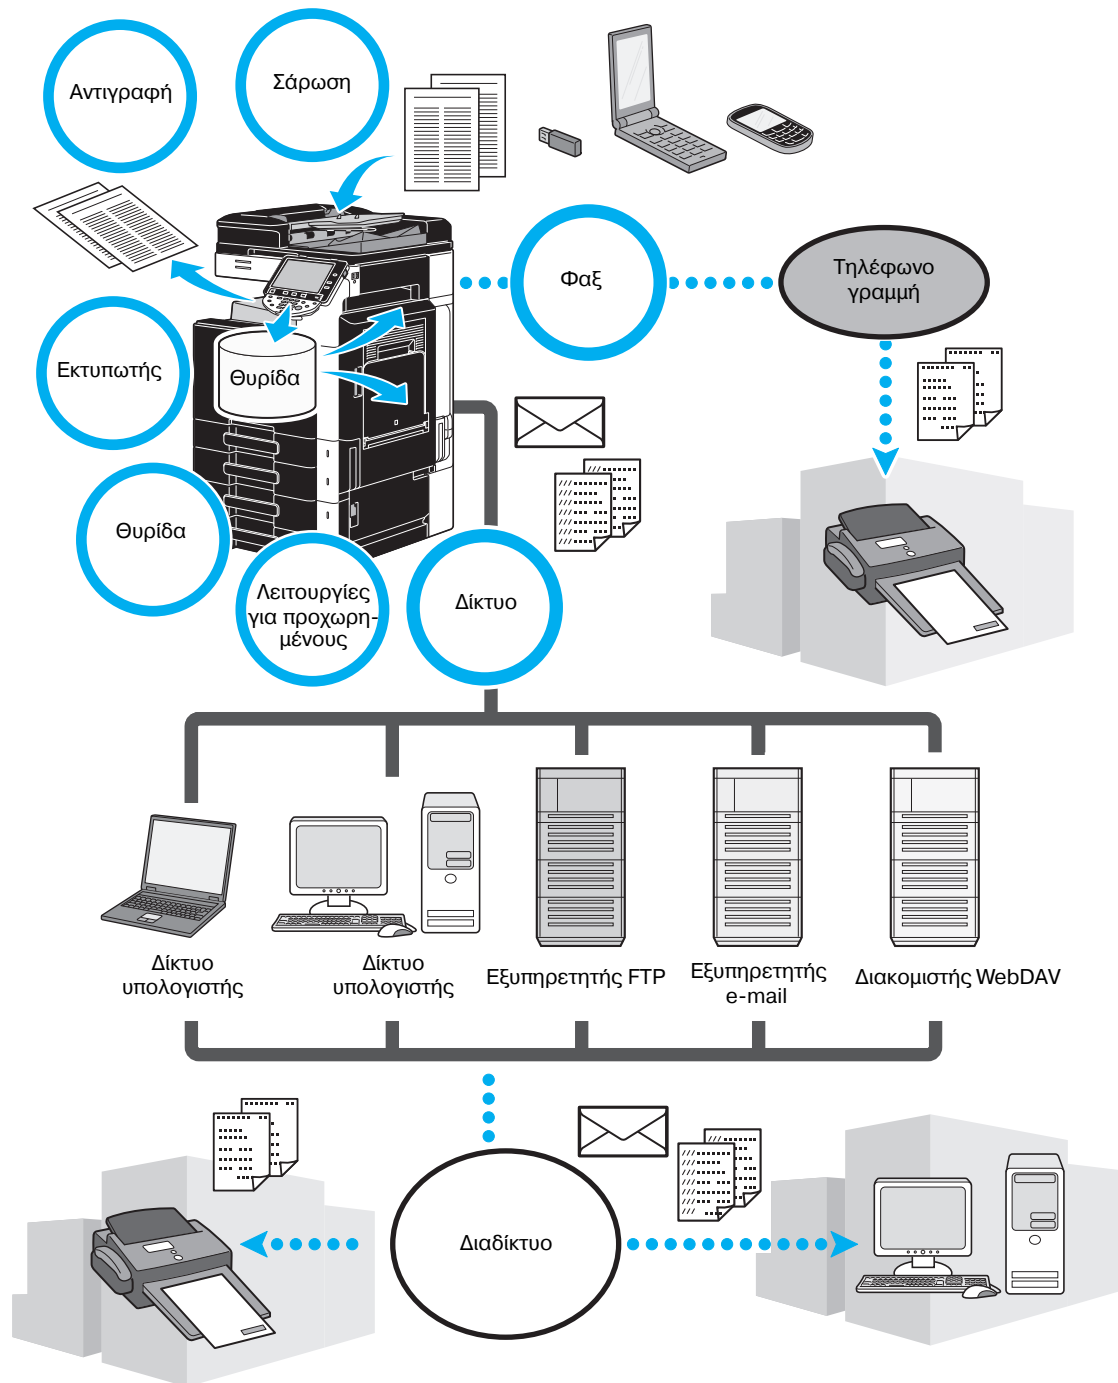 Αντιγραφή
Σάρωση
Φαξ
Τηλέφωνο
γραμμή
Εκτυπωτής
Θυρίδα
Θυρίδα
Λειτουργίες
για προχωρη-
μένους
Δίκτυο
Δίκτυο
υπολογιστής
Δίκτυο
υπολογιστής
Εξυπηρετητής FTP
Εξυπηρετητής
e-mail
Διακομιστής WebDAV
Διαδίκτυο